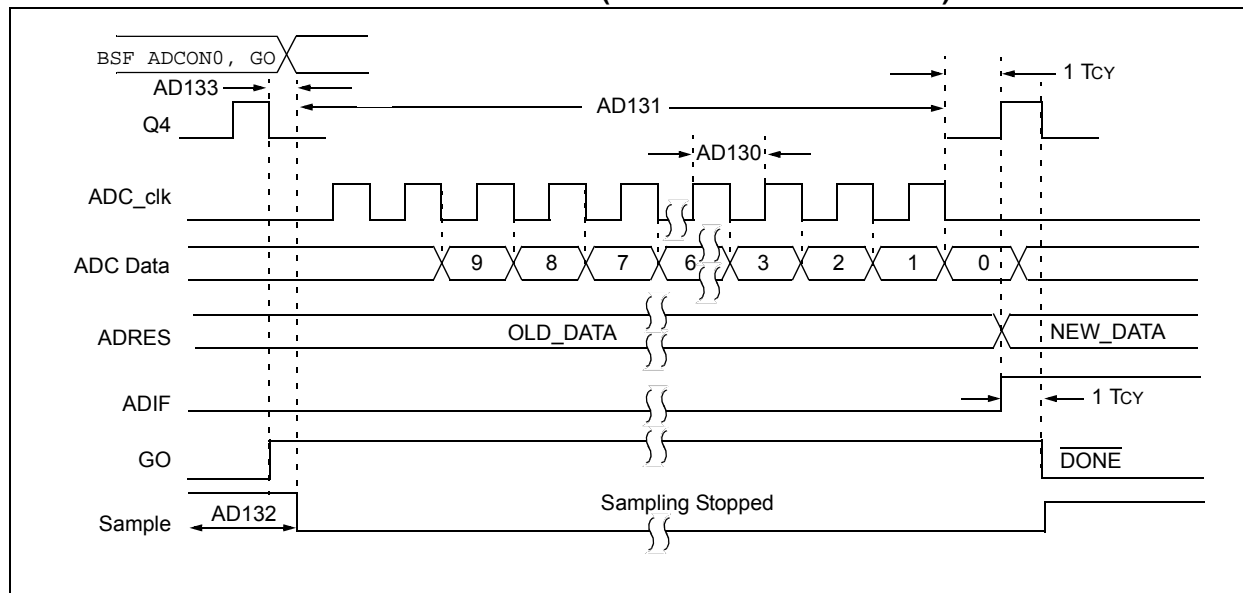 BSF ADCON0, GO
AD133
1 TCY
AD131
Q4
AD130
ADC_clk
ADC Data
9 8 7 6 3 2 1 0
ADRES
OLD_DATA
NEW_DATA
ADIF
1 TCY
GO
DONE
Sampling Stopped
Sample
AD132